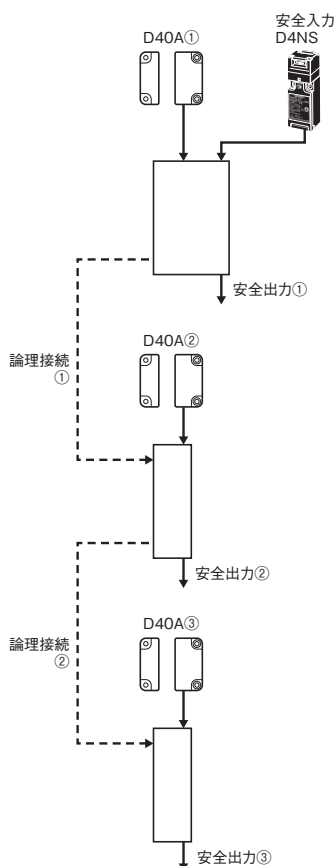 D40A①
安全入力
D4NS
安全出力①
論理接続
①
D40A②
安全出力②
論理接続
②
D40A③
安全出力③